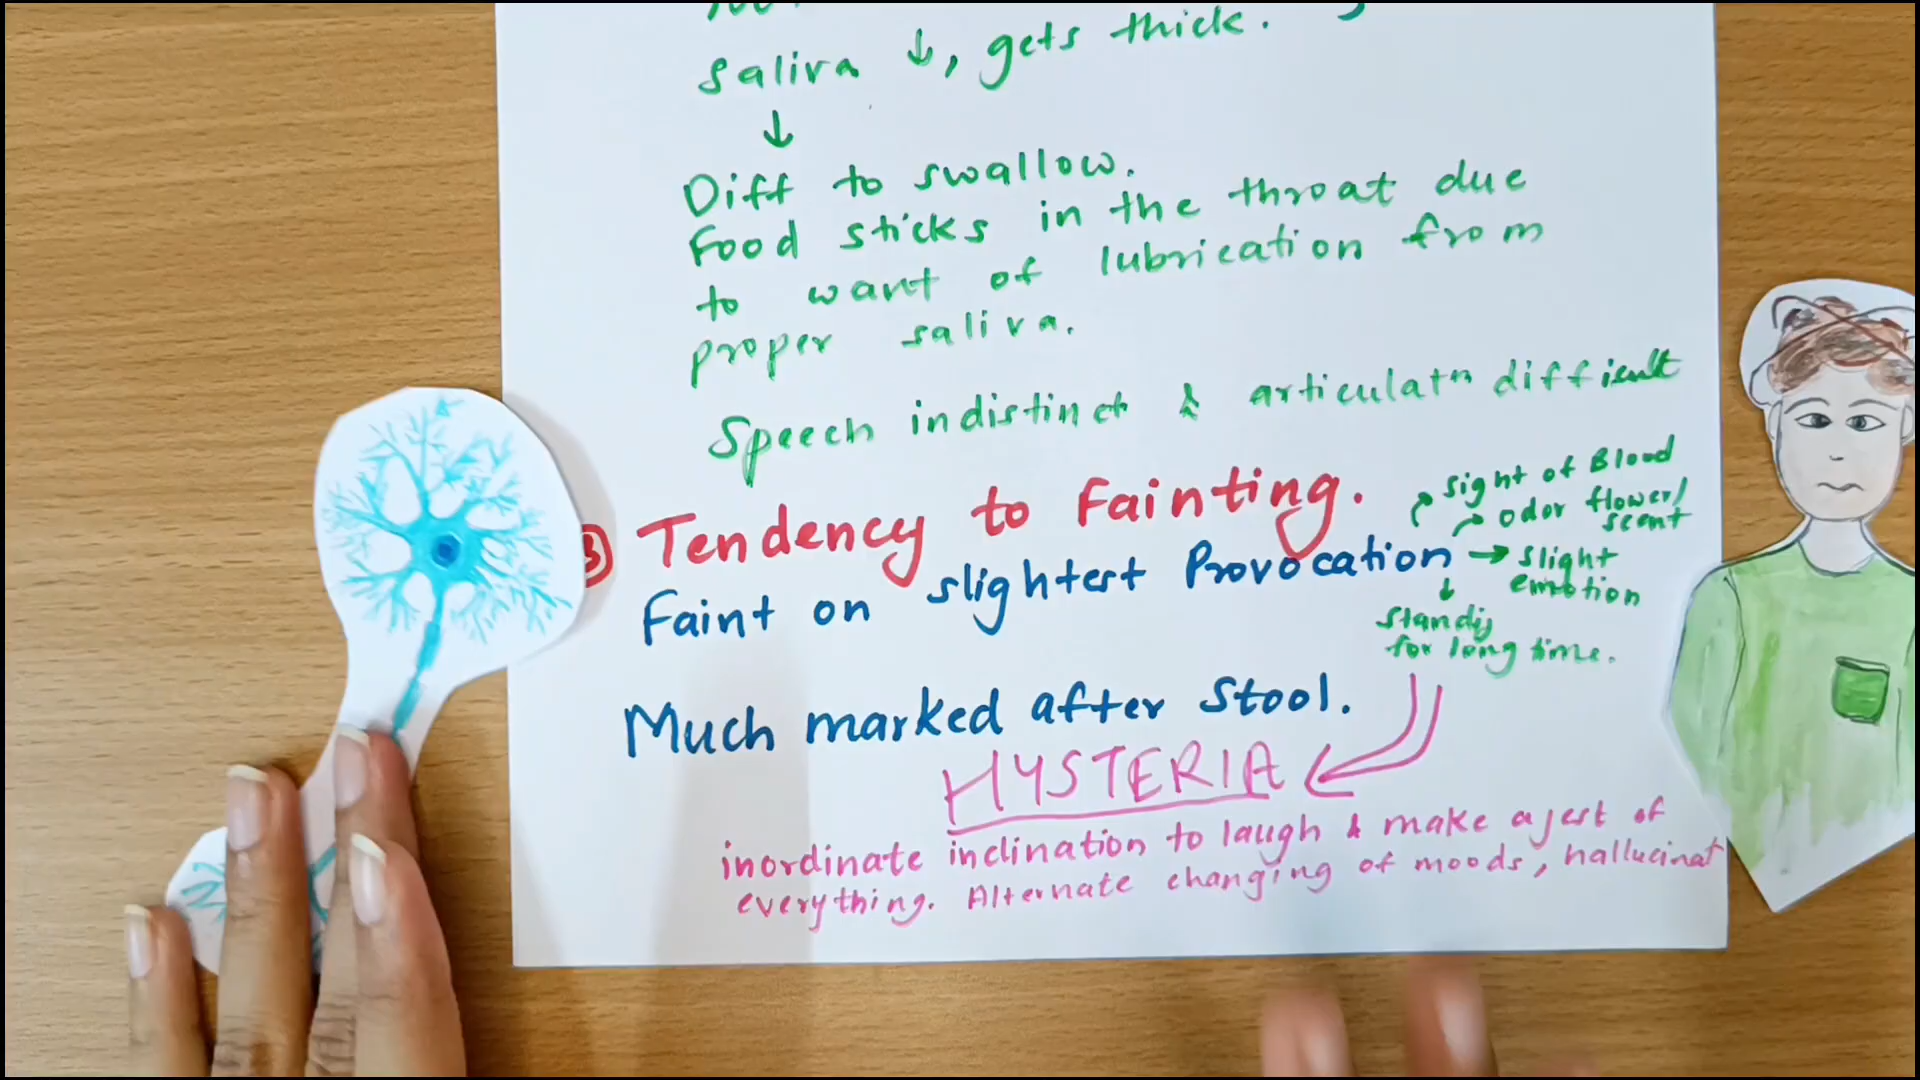 Saliva ↓, gets thick.
↓
Diff to swallow.
Food sticks in the throat due
to want of lubrication from
proper saliva.
Speech indistinct & articulatn difficult
3 Tendency to Fainting.
Faint on slightest Provocation
→ sight of Blood
→ odor flower/
scent
→ slight
emotion
↓
standig
for long time.
Much marked after Stool.
HYSTERIA
inordinate inclination to laugh & make a jest of
everything. Alternate changing of moods, hallucinat